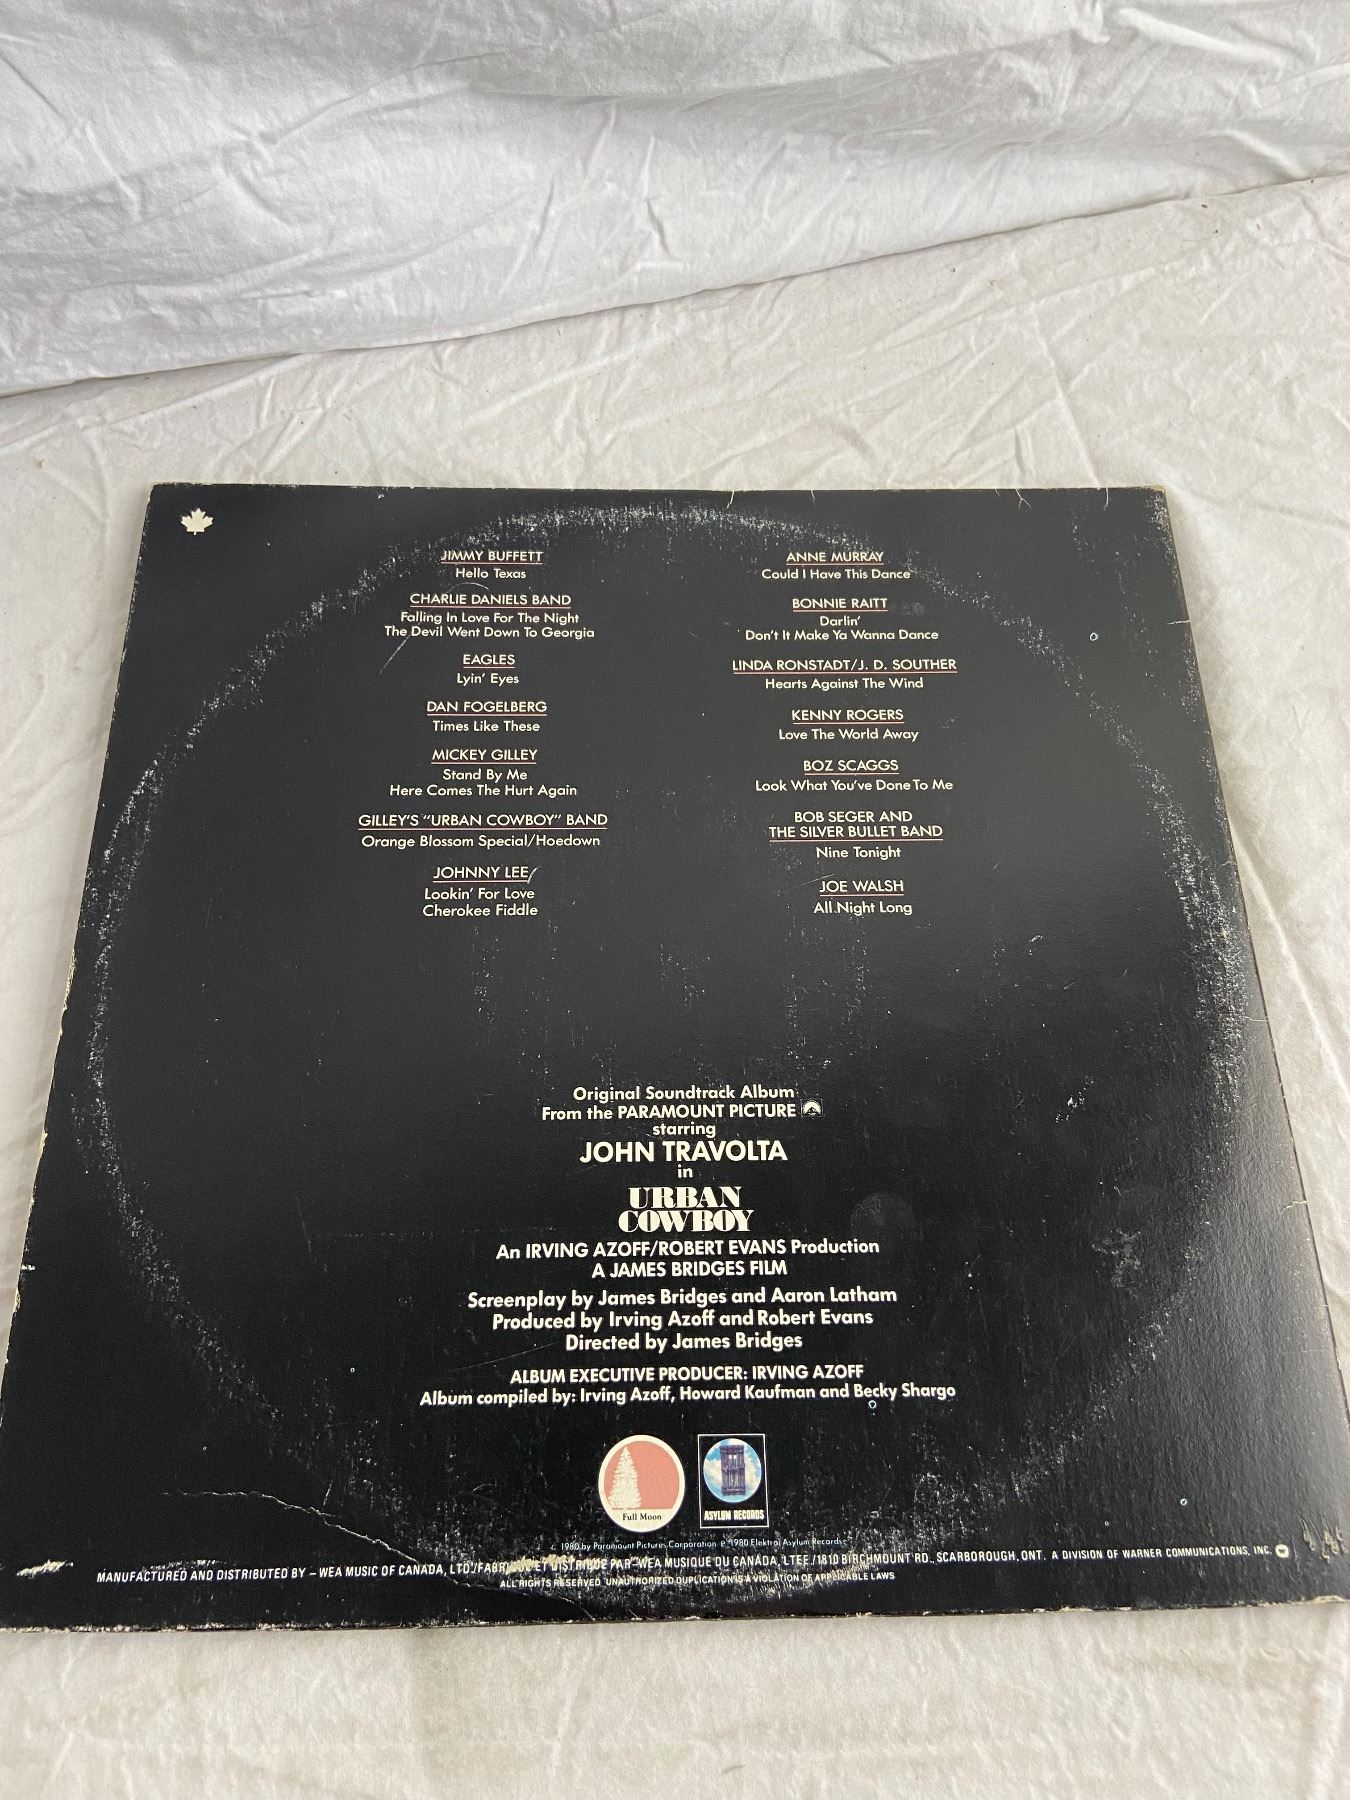 JIMMY BUFFETT
Hello Texas
CHARLIE DANIELS BAND
Falling In Love For The Night
The Devil Went Down To Georgia
EAGLES
Lyin' Eyes
DAN FOGELBERG
Times Like These
MICKEY GILLEY
Stand By Me
Here Comes The Hurt Again
GILLEY'S "URBAN COWBOY" BAND
Orange Blossom Special/Hoedown
JOHNNY LEE
Lookin' For Love
Cherokee Fiddle
ANNE MURRAY
Could I Have This Dance
BONNIE RAITT
Darlin'
Don't It Make Ya Wanna Dance
LINDA RONSTADT/J. D. SOUTHER
Hearts Against The Wind
KENNY ROGERS
Love The World Away
BOZ SCAGGS
Look What You've Done To Me
BOB SEGER AND
THE SILVER BULLET BAND
Nine Tonight
JOE WALSH
All Night Long
Original Soundtrack Album
From the PARAMOUNT PICTURE
starring
JOHN TRAVOLTA
in
URBAN
COWBOY
An IRVING AZOFF/ROBERT EVANS Production
A JAMES BRIDGES FILM
Screenplay by James Bridges and Aaron Latham
Produced by Irving Azoff and Robert Evans
Directed by James Bridges
ALBUM EXECUTIVE PRODUCER: IRVING AZOFF
Album compiled by: Irving Azoff, Howard Kaufman and Becky Shargo
Full Moon
ASYLUM RECORDS
© 1980 by Paramount Pictures Corporation ℗ 1980 Elektra/Asylum Records
MANUFACTURED AND DISTRIBUTED BY – WEA MUSIC OF CANADA, LTD./FABRIQUE ET DISTRIBUE PAR – WEA MUSIQUE DU CANADA, LTEE./1810 BIRCHMOUNT RD., SCARBOROUGH, ONT. A DIVISION OF WARNER COMMUNICATIONS, INC.
ALL RIGHTS RESERVED. UNAUTHORIZED DUPLICATION IS A VIOLATION OF APPLICABLE LAWS